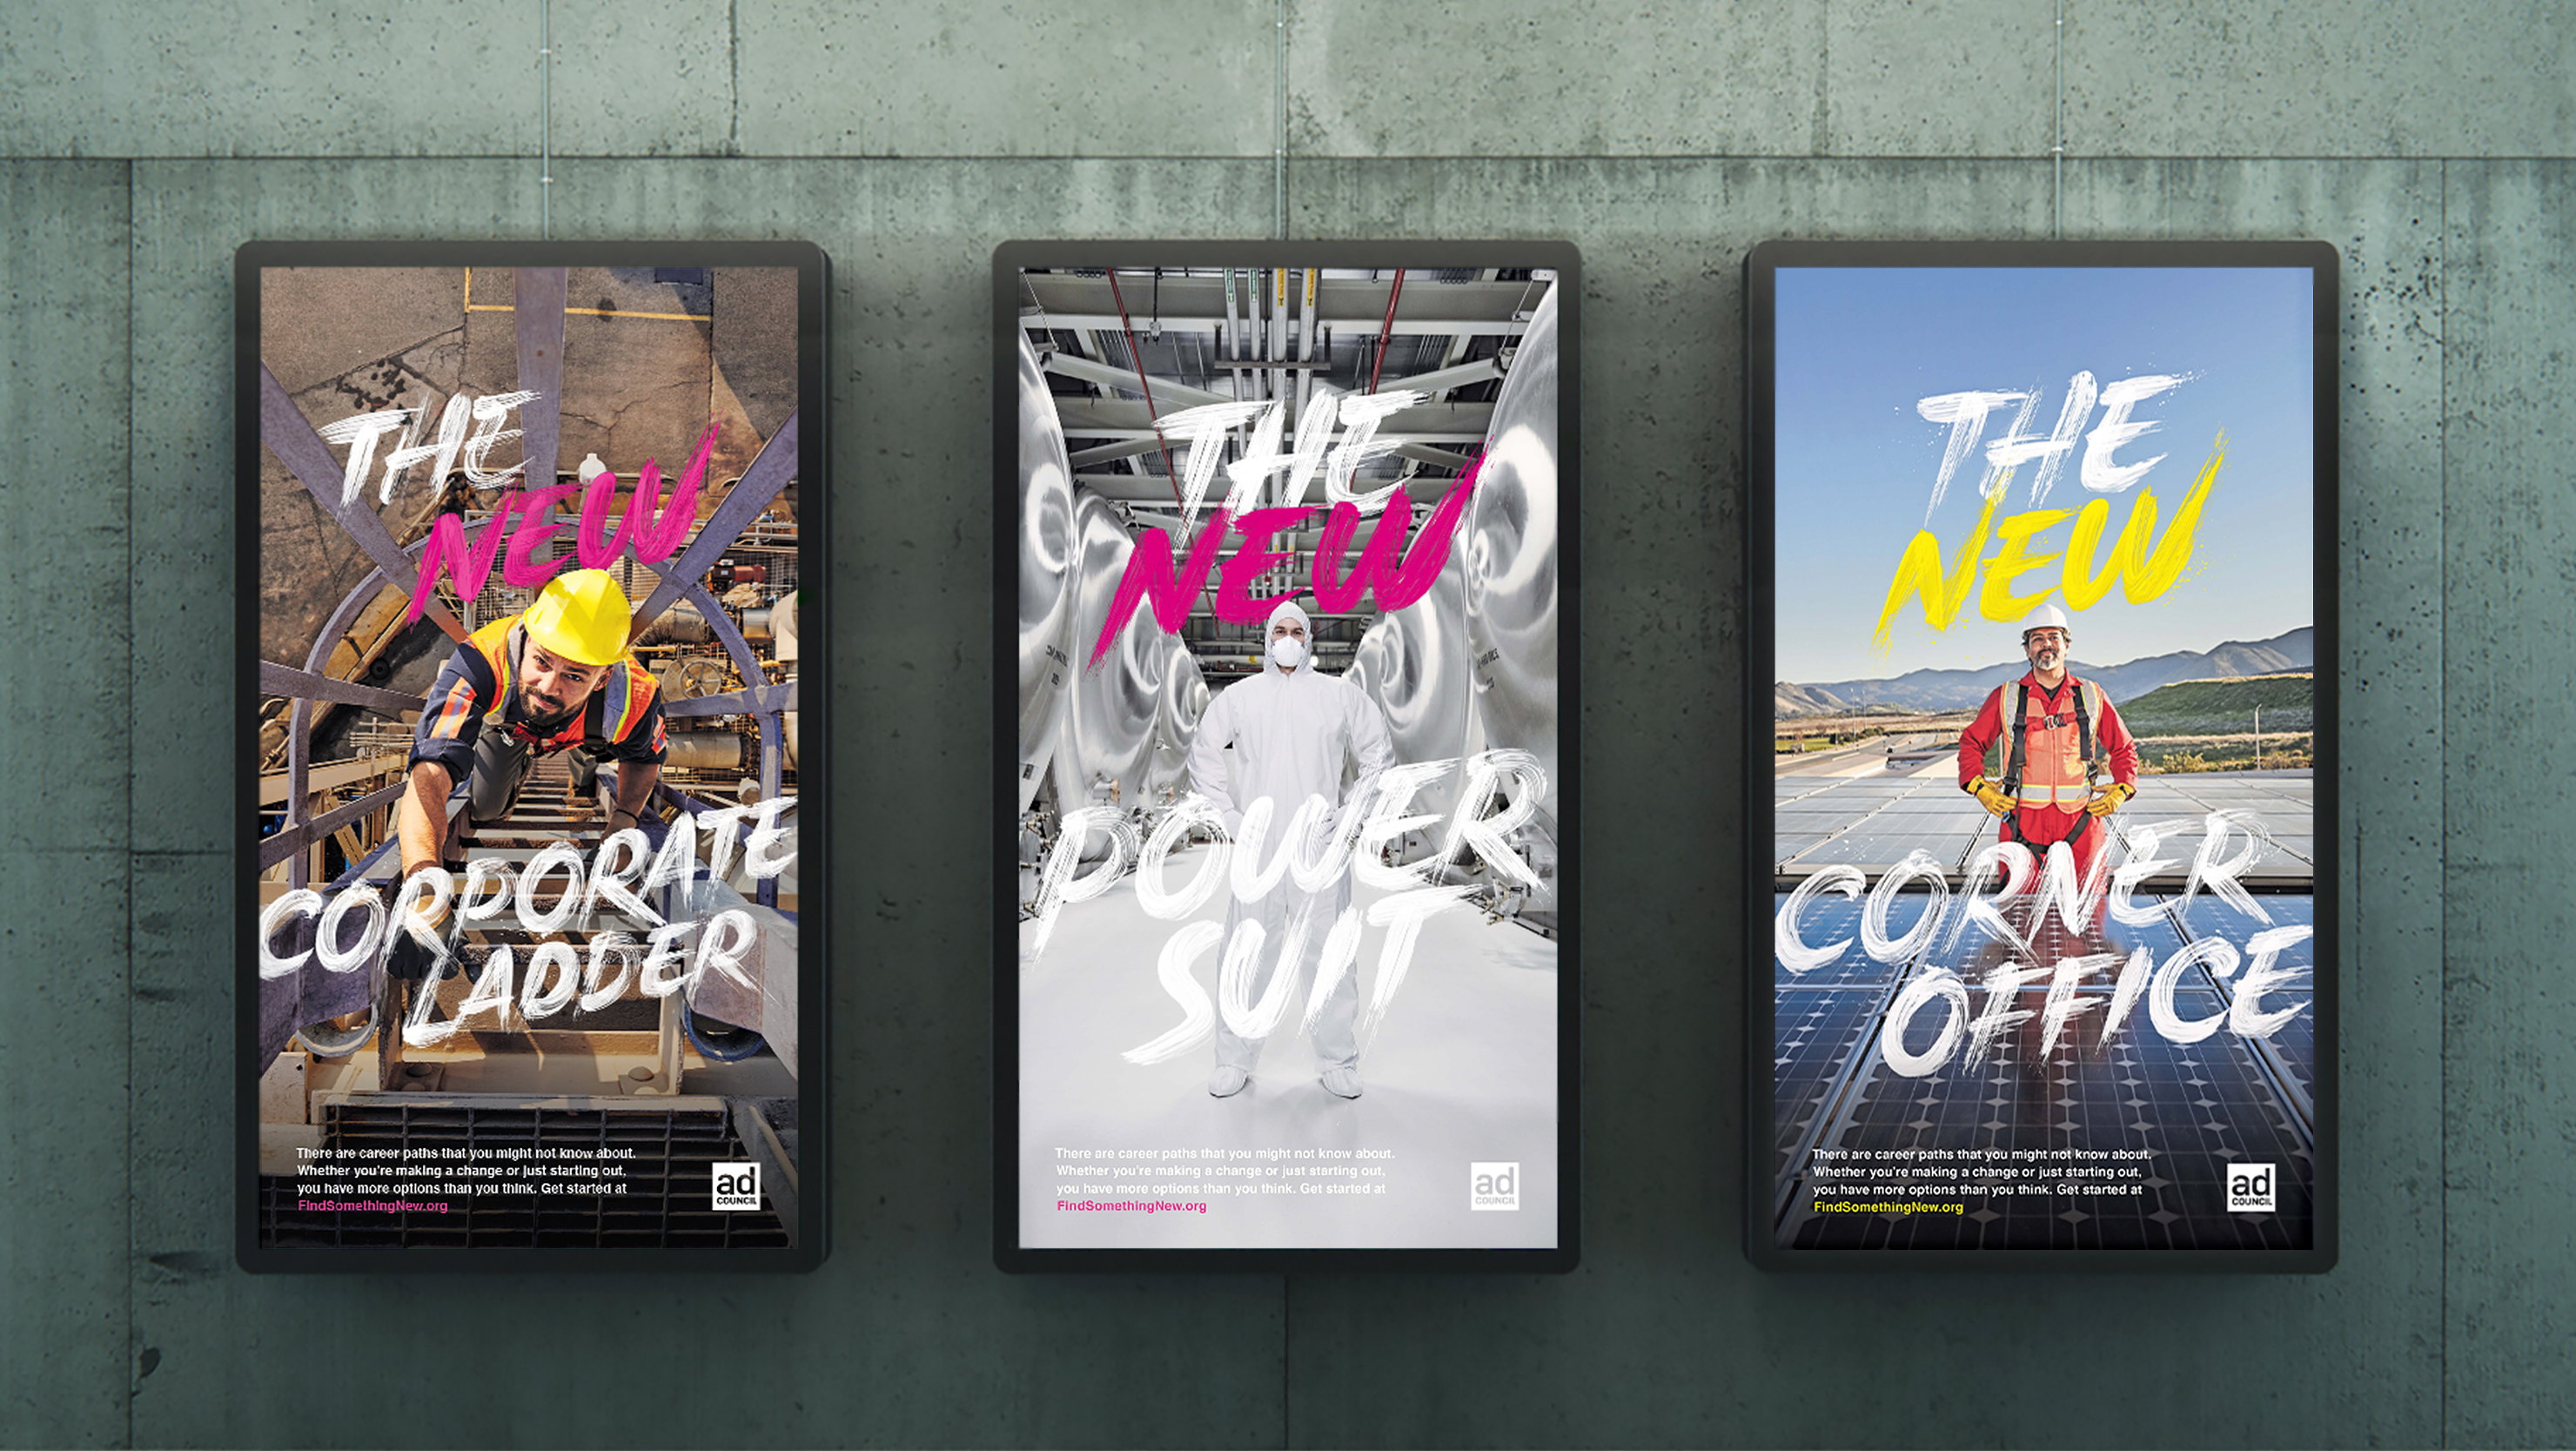 THE
NEW
CORPORATE
LADDER
There are career paths that you might not know about.
Whether you're making a change or just starting out,
you have more options than you think. Get started at
FindSomethingNew.org
ad
COUNCIL
THE
NEW
POWER
SUIT
There are career paths that you might not know about.
Whether you're making a change or just starting out,
you have more options than you think. Get started at
FindSomethingNew.org
ad
COUNCIL
THE
NEW
CORNER
OFFICE
There are career paths that you might not know about.
Whether you're making a change or just starting out,
you have more options than you think. Get started at
FindSomethingNew.org
ad
COUNCIL